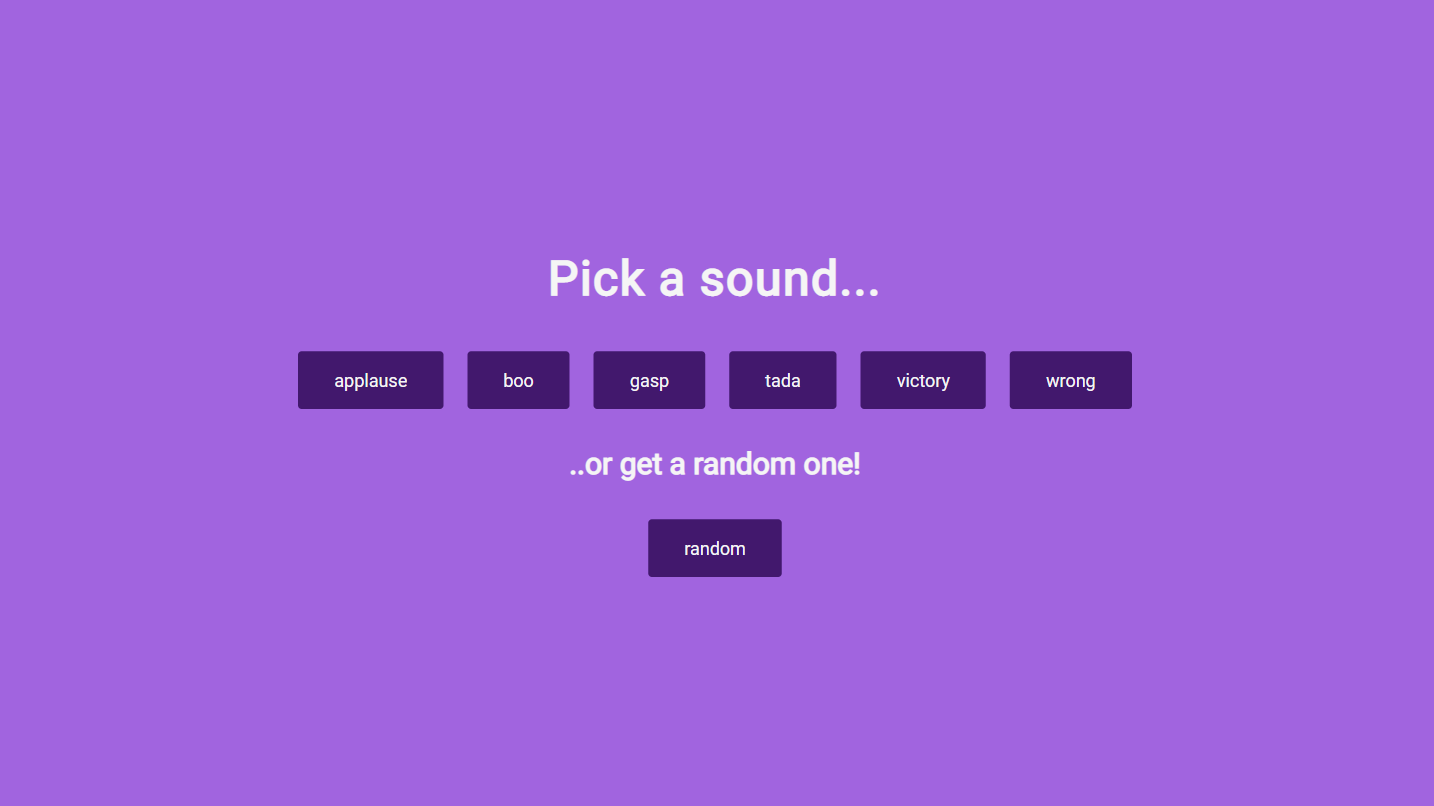 Pick a sound...
applause boo gasp tada victory wrong
..or get a random one!
random